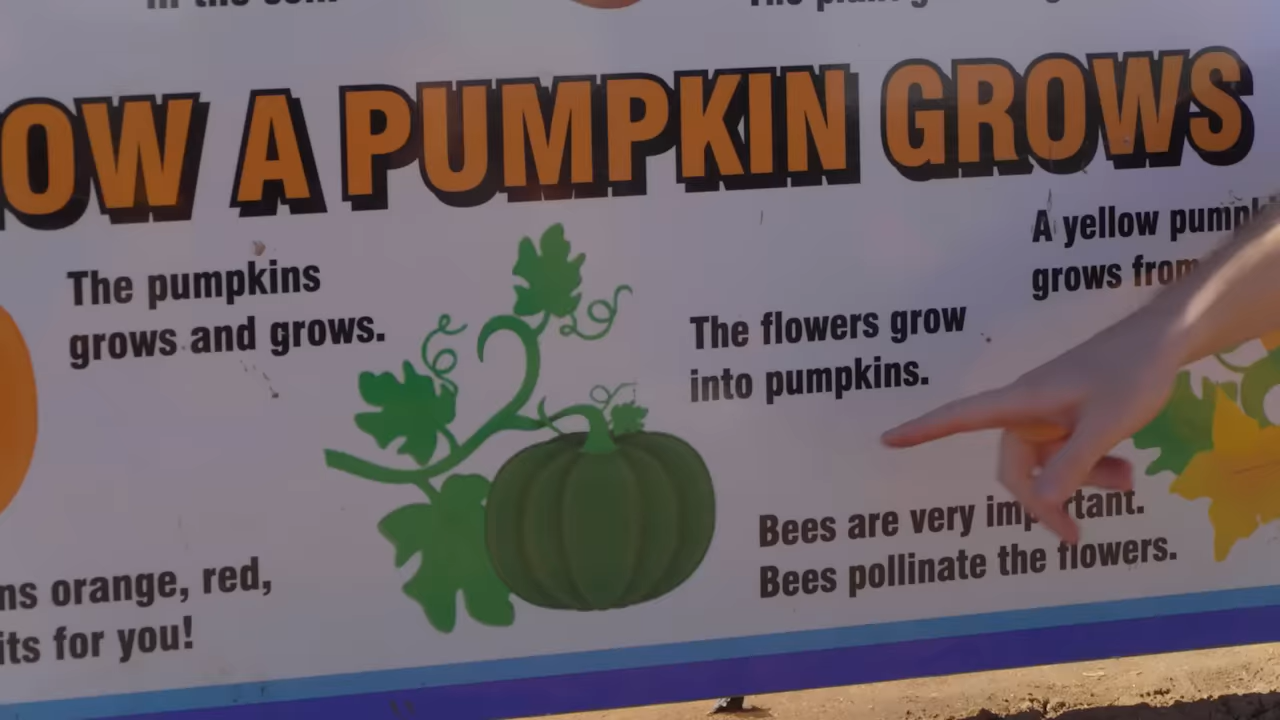 OW A PUMPKIN GROWS
A yellow
grows from
The pumpkins
grows and grows.
The flowers grow
into pumpkins.
Bees are very important.
Bees pollinate the flowers.
ns orange, red,
its for you!